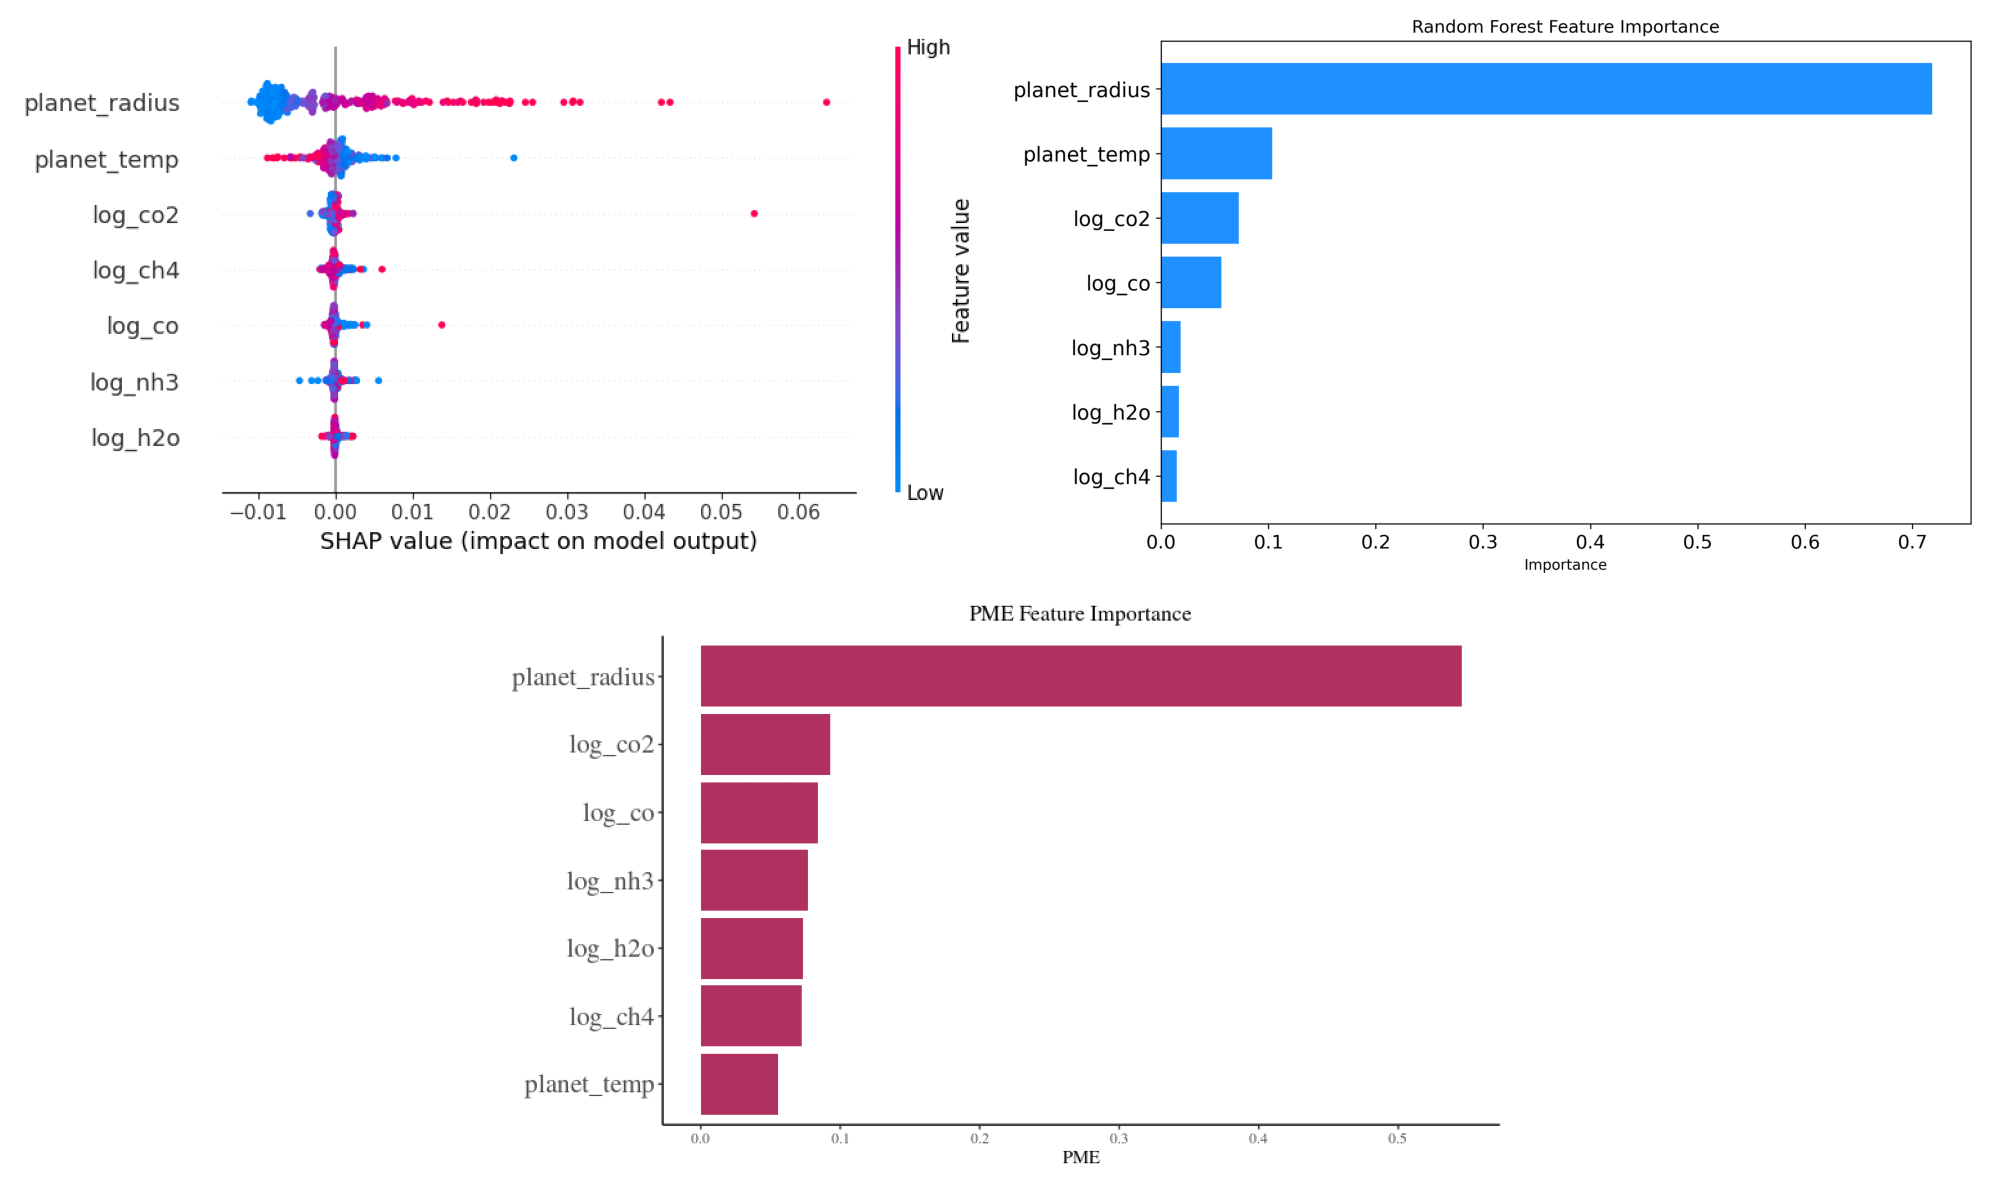 planet_radius
planet_temp
log_co2
log_ch4
log_co
log_nh3
log_h2o
−0.01 0.00 0.01 0.02 0.03 0.04 0.05 0.06
SHAP value (impact on model output)
High
Feature value
Low
Random Forest Feature Importance
planet_radius
planet_temp
log_co2
log_co
log_nh3
log_h2o
log_ch4
0.0 0.1 0.2 0.3 0.4 0.5 0.6 0.7
Importance
PME Feature Importance
planet_radius
log_co2
log_co
log_nh3
log_h2o
log_ch4
planet_temp
0.0 0.1 0.2 0.3 0.4 0.5
PME